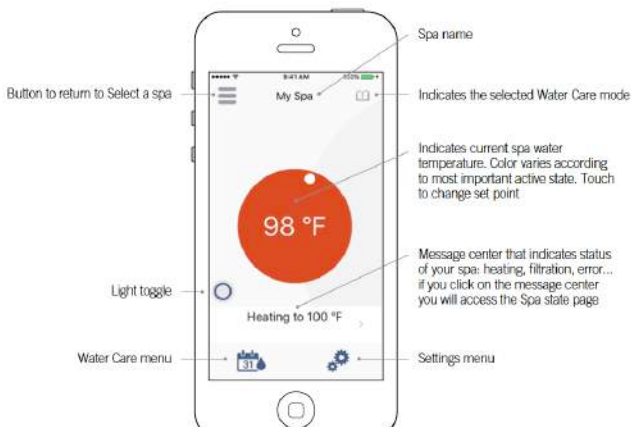 Spa name
9:41 AM
100%
Button to return to Select a spa
My Spa
Indicates the selected Water Care mode
Indicates current spa water
temperature. Color varies according
to most important active state. Touch
to change set point
98 °F
Message center that indicates status
of your spa: heating, filtration, error...
if you click on the message center
you will access the Spa state page
Light toggle
Heating to 100 °F
Water Care menu
31
Settings menu